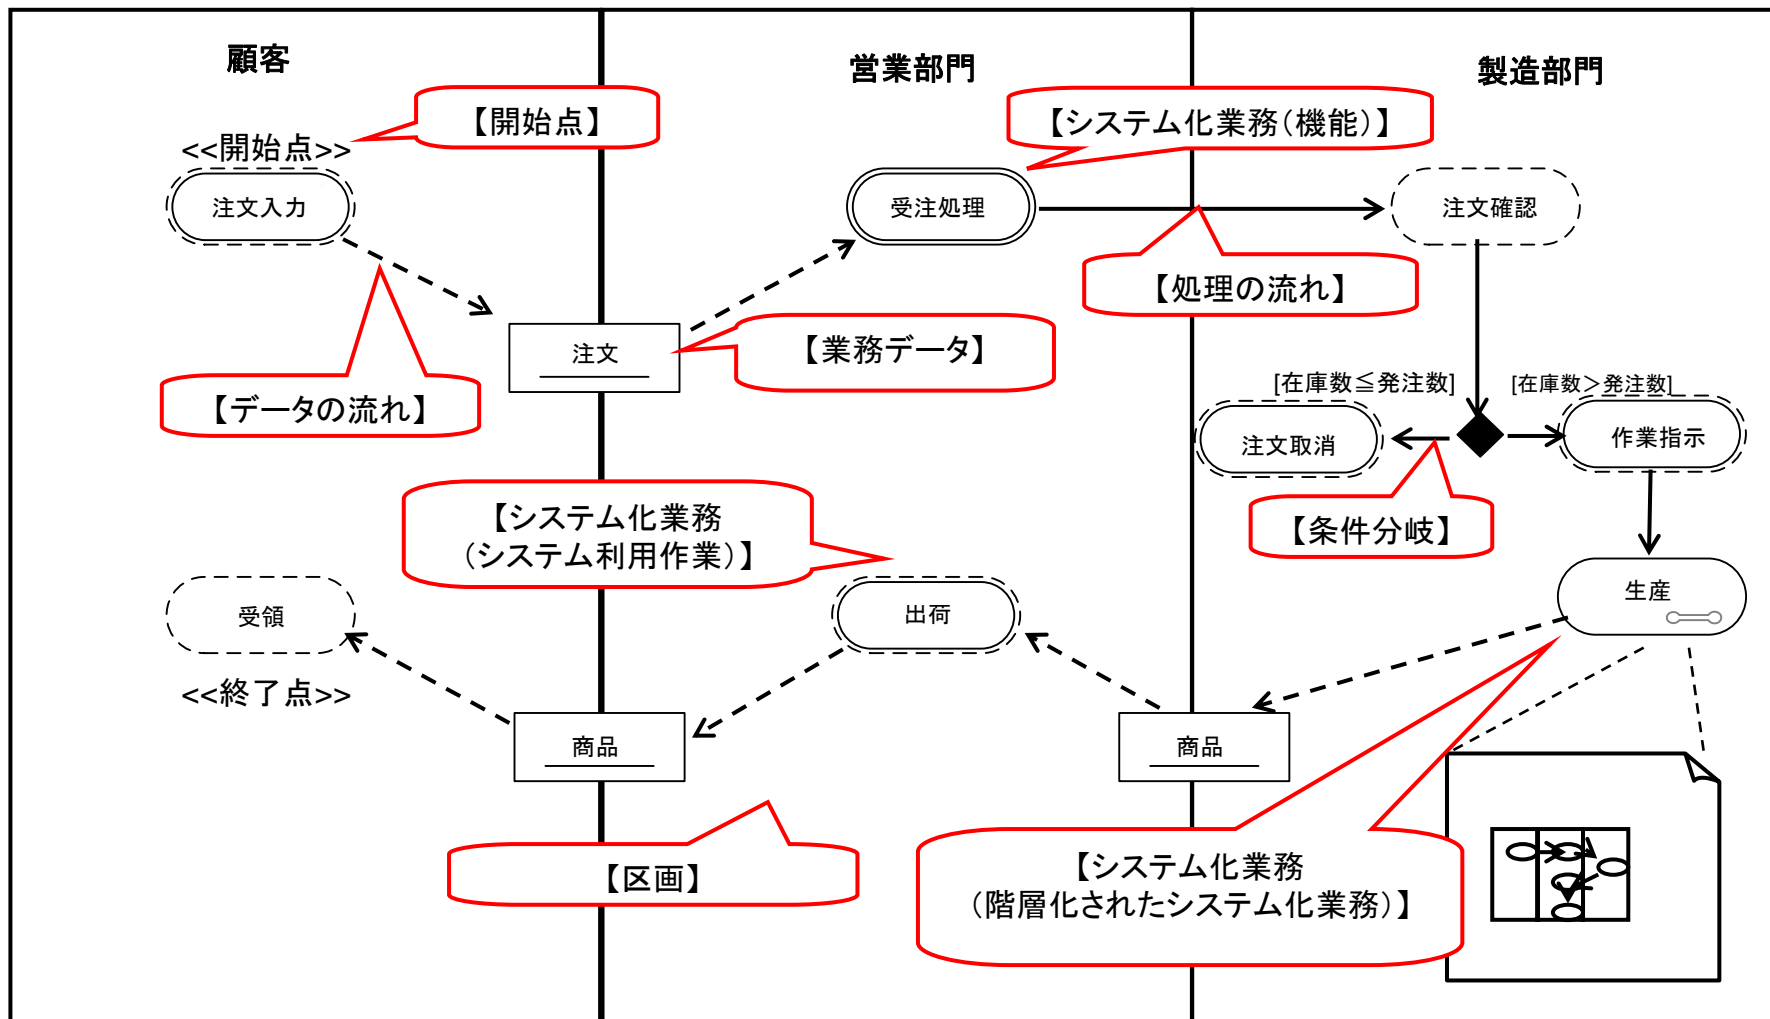 顧客
営業部門
製造部門
【開始点】
【システム化業務（機能）】
<<開始点>>
注文入力
受注処理
注文確認
【処理の流れ】
注文
【業務データ】
【データの流れ】
[在庫数≦発注数]
[在庫数＞発注数]
注文取消
作業指示
【システム化業務
（システム利用作業）】
【条件分岐】
受領
出荷
生産
<<終了点>>
商品
商品
【区画】
【システム化業務
（階層化されたシステム化業務）】